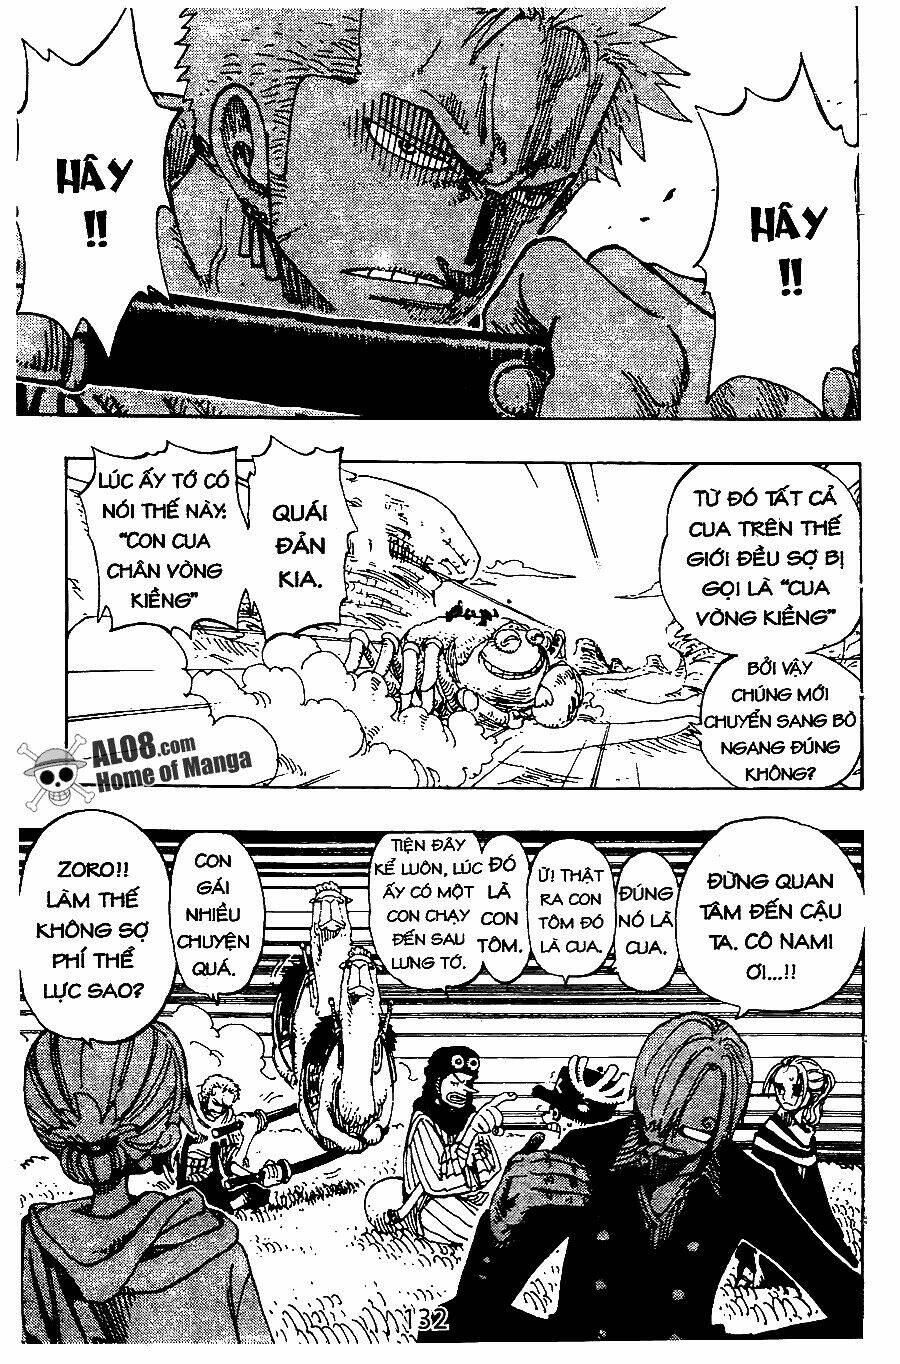 HÂY
!!
HÂY
!!
TỪ ĐÓ TẤT CẢ
CUA TRÊN THẾ
GIỚI ĐỀU SỢ BỊ
GỌI LÀ "CUA
VÒNG KIỀNG"
BỞI VẬY
CHÚNG MỚI
CHUYỂN SANG BÒ
NGANG ĐÚNG
KHÔNG?
QUÁI
ĐẢN
KIA.
LÚC ẤY TỚ CÓ
NÓI THẾ NÀY:
"CON CUA
CHÂN VÒNG
KIỀNG"
AL08.com
Home of Manga
ĐỪNG QUAN
TÂM ĐẾN CẬU
TA. CÔ NAMI
ƠI...!!
ĐÚNG
NÓ LÀ
CUA.
Ừ! THẬT
RA CON
TÔM ĐÓ
LÀ CUA.
ĐÓ
LÀ
CON
TÔM.
TIỆN ĐÂY
KỂ LUÔN, LÚC
ẤY CÓ MỘT
CON CHẠY
ĐẾN SAU
LƯNG TỚ.
CON
GÁI
NHIỀU
CHUYỆN
QUÁ.
ZORO!!
LÀM THẾ
KHÔNG SỢ
PHÍ THỂ
LỰC SAO?
132